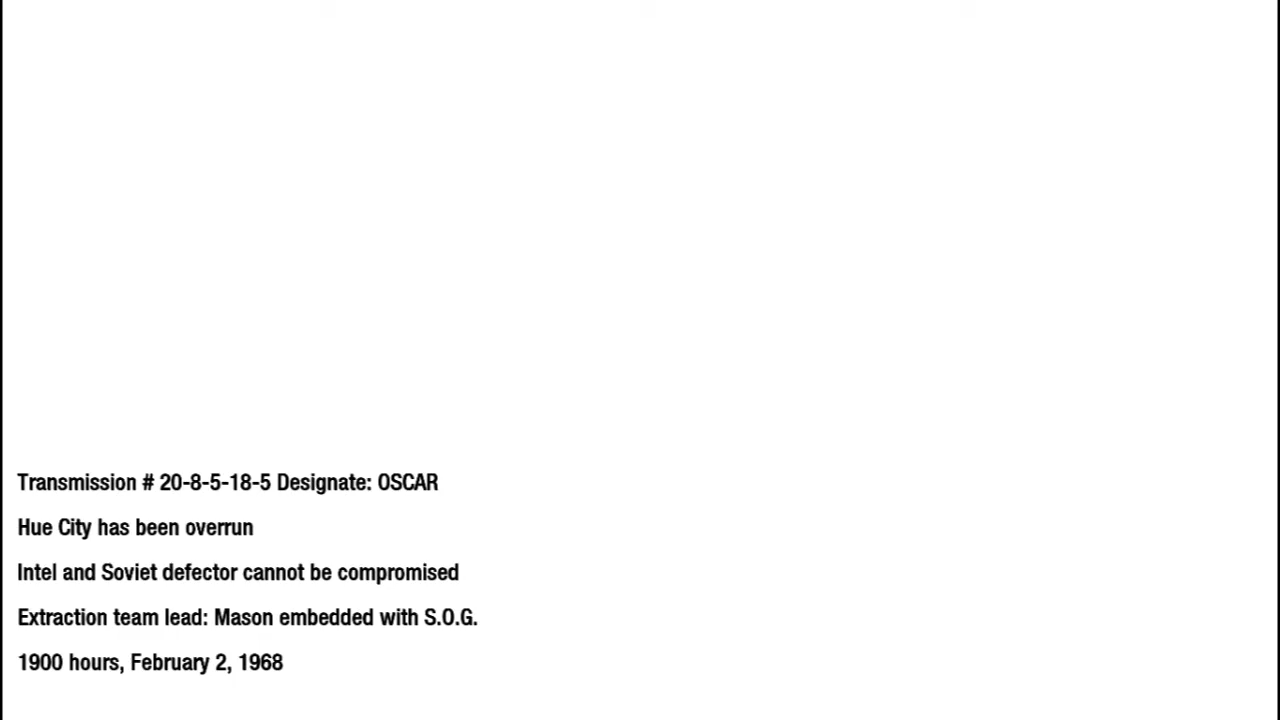 Transmission # 20-8-5-18-5 Designate: OSCAR
Hue City has been overrun
Intel and Soviet defector cannot be compromised
Extraction team lead: Mason embedded with S.O.G.
1900 hours, February 2, 1968